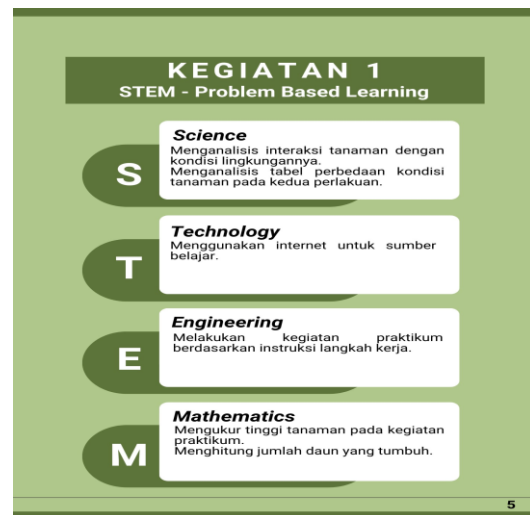 KEGIATAN 1
STEM - Problem Based Learning
S
Science
Menganalisis interaksi tanaman dengan
kondisi lingkungannya.
Menganalisis tabel perbedaan kondisi
tanaman pada kedua perlakuan.
T
Technology
Menggunakan internet untuk sumber
belajar.
E
Engineering
Melakukan kegiatan praktikum
berdasarkan instruksi langkah kerja.
M
Mathematics
Mengukur tinggi tanaman pada kegiatan
praktikum.
Menghitung jumlah daun yang tumbuh.
5